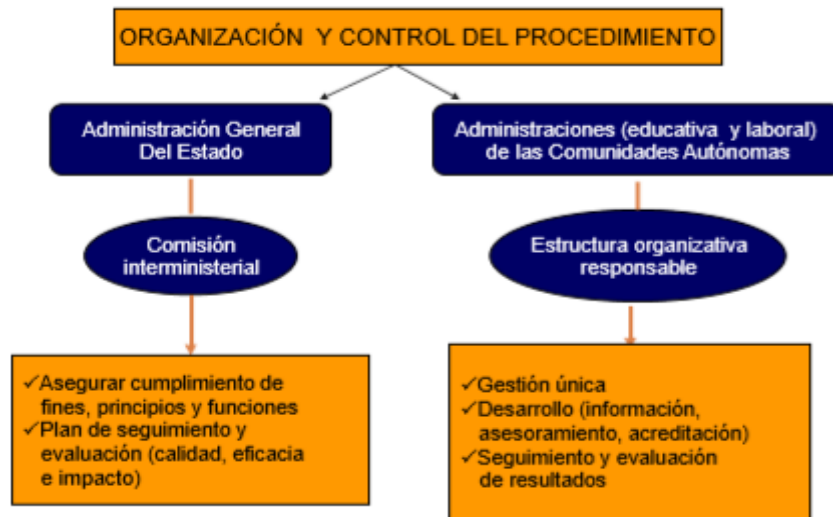 ORGANIZACIÓN Y CONTROL DEL PROCEDIMIENTO
Administración General
Del Estado
Administraciones (educativa y laboral)
de las Comunidades Autónomas
Comisión
interministerial
Estructura organizativa
responsable
✓Asegurar cumplimiento de
fines, principios y funciones
✓Plan de seguimiento y
evaluación (calidad, eficacia
e impacto)
✓Gestión única
✓Desarrollo (información,
asesoramiento, acreditación)
✓Seguimiento y evaluación
de resultados